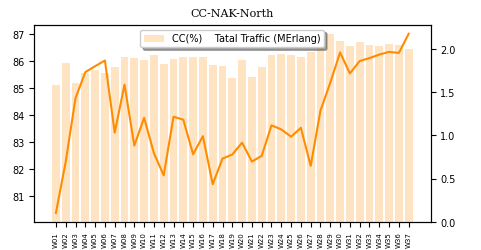 CC-NAK-North
CC(%) Tatal Traffic (MErlang)
87
86
85
84
83
82
81
2.0
1.5
1.0
0.5
0.0
W01
W02
W03
W04
W05
W06
W07
W08
W09
W10
W11
W12
W13
W14
W15
W16
W17
W18
W19
W20
W21
W22
W23
W24
W25
W26
W27
W28
W29
W30
W31
W32
W33
W34
W35
W36
W37